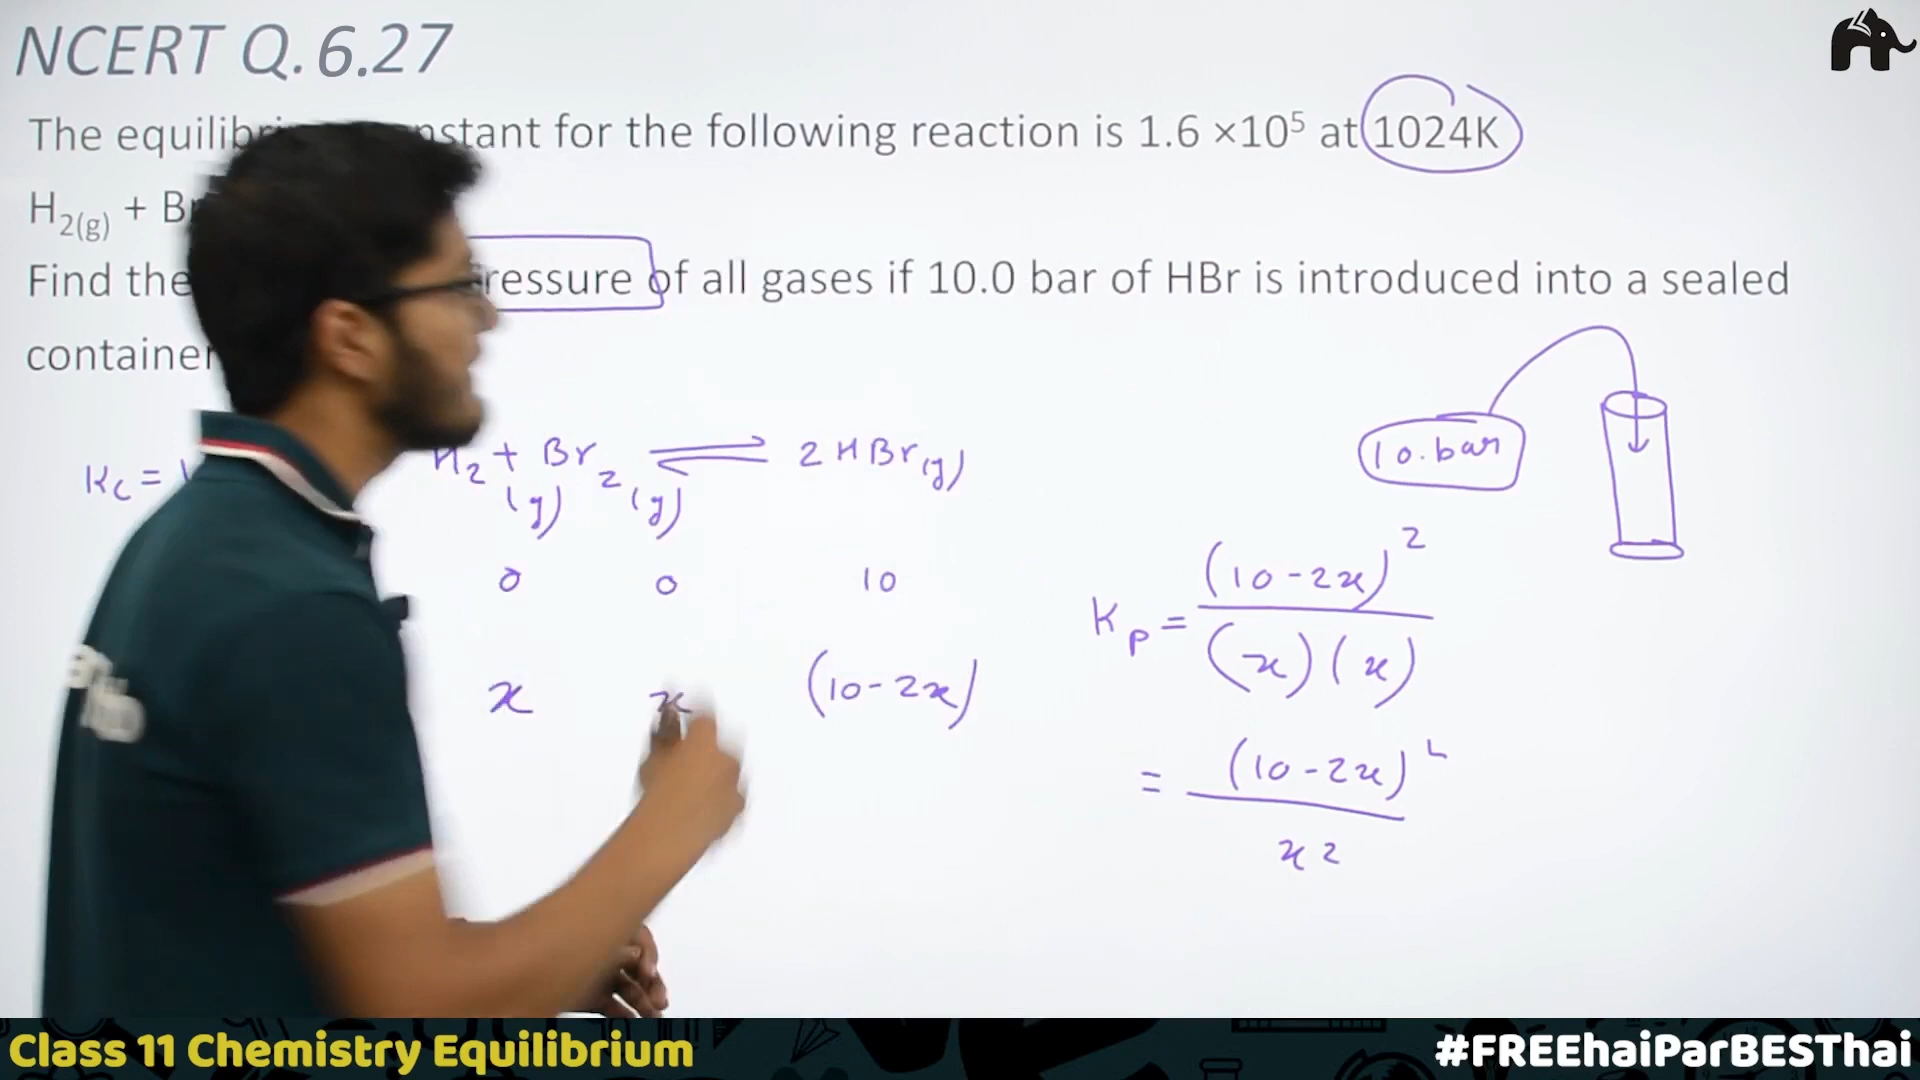 NCERT Q. 6.27
The equilib stant for the following reaction is 1.6 ×10⁵ at 1024K
H₂(g) + B
Find the ressure of all gases if 10.0 bar of HBr is introduced into a sealed
container
K_C =
H₂(g) + Br₂(g) ⇌ 2HBr(g)
10.bar
0 0 10
x x (10-2x)
K_p = (10-2x)² / (x)(x)
= (10-2x)² / x²
Class 11 Chemistry Equilibrium
#FREEhaiParBESThai